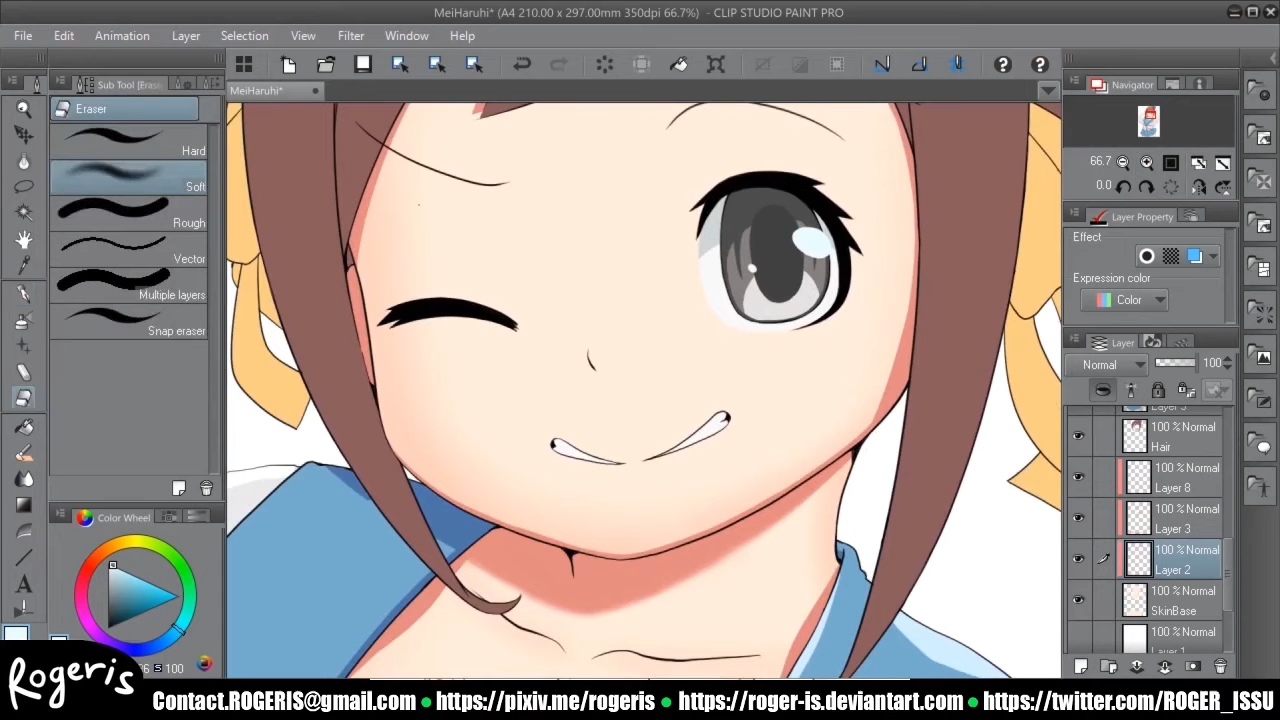 MeiHaruhi* (A4 210.00 x 297.00mm 350dpi 66.7%) - CLIP STUDIO PAINT PRO
File Edit Animation Layer Selection View Filter Window Help
Sub Tool [Eras
MeiHaruhi*
Navigator
Eraser
Hard
Soft
Rough
Vector
Multiple layers
Snap eraser
66.7
0.0
Layer Property
Effect
Expression color
Color
Layer
Normal 100
100 % Normal
Hair
100 % Normal
Layer 8
100 % Normal
Layer 3
100 % Normal
Layer 2
100 % Normal
SkinBase
100 % Normal
Color Wheel
S 100
Rogeris
Contact.ROGERIS@gmail.com ● https://pixiv.me/rogeris ● https://roger-is.deviantart.com ● https://twitter.com/ROGER_ISSU